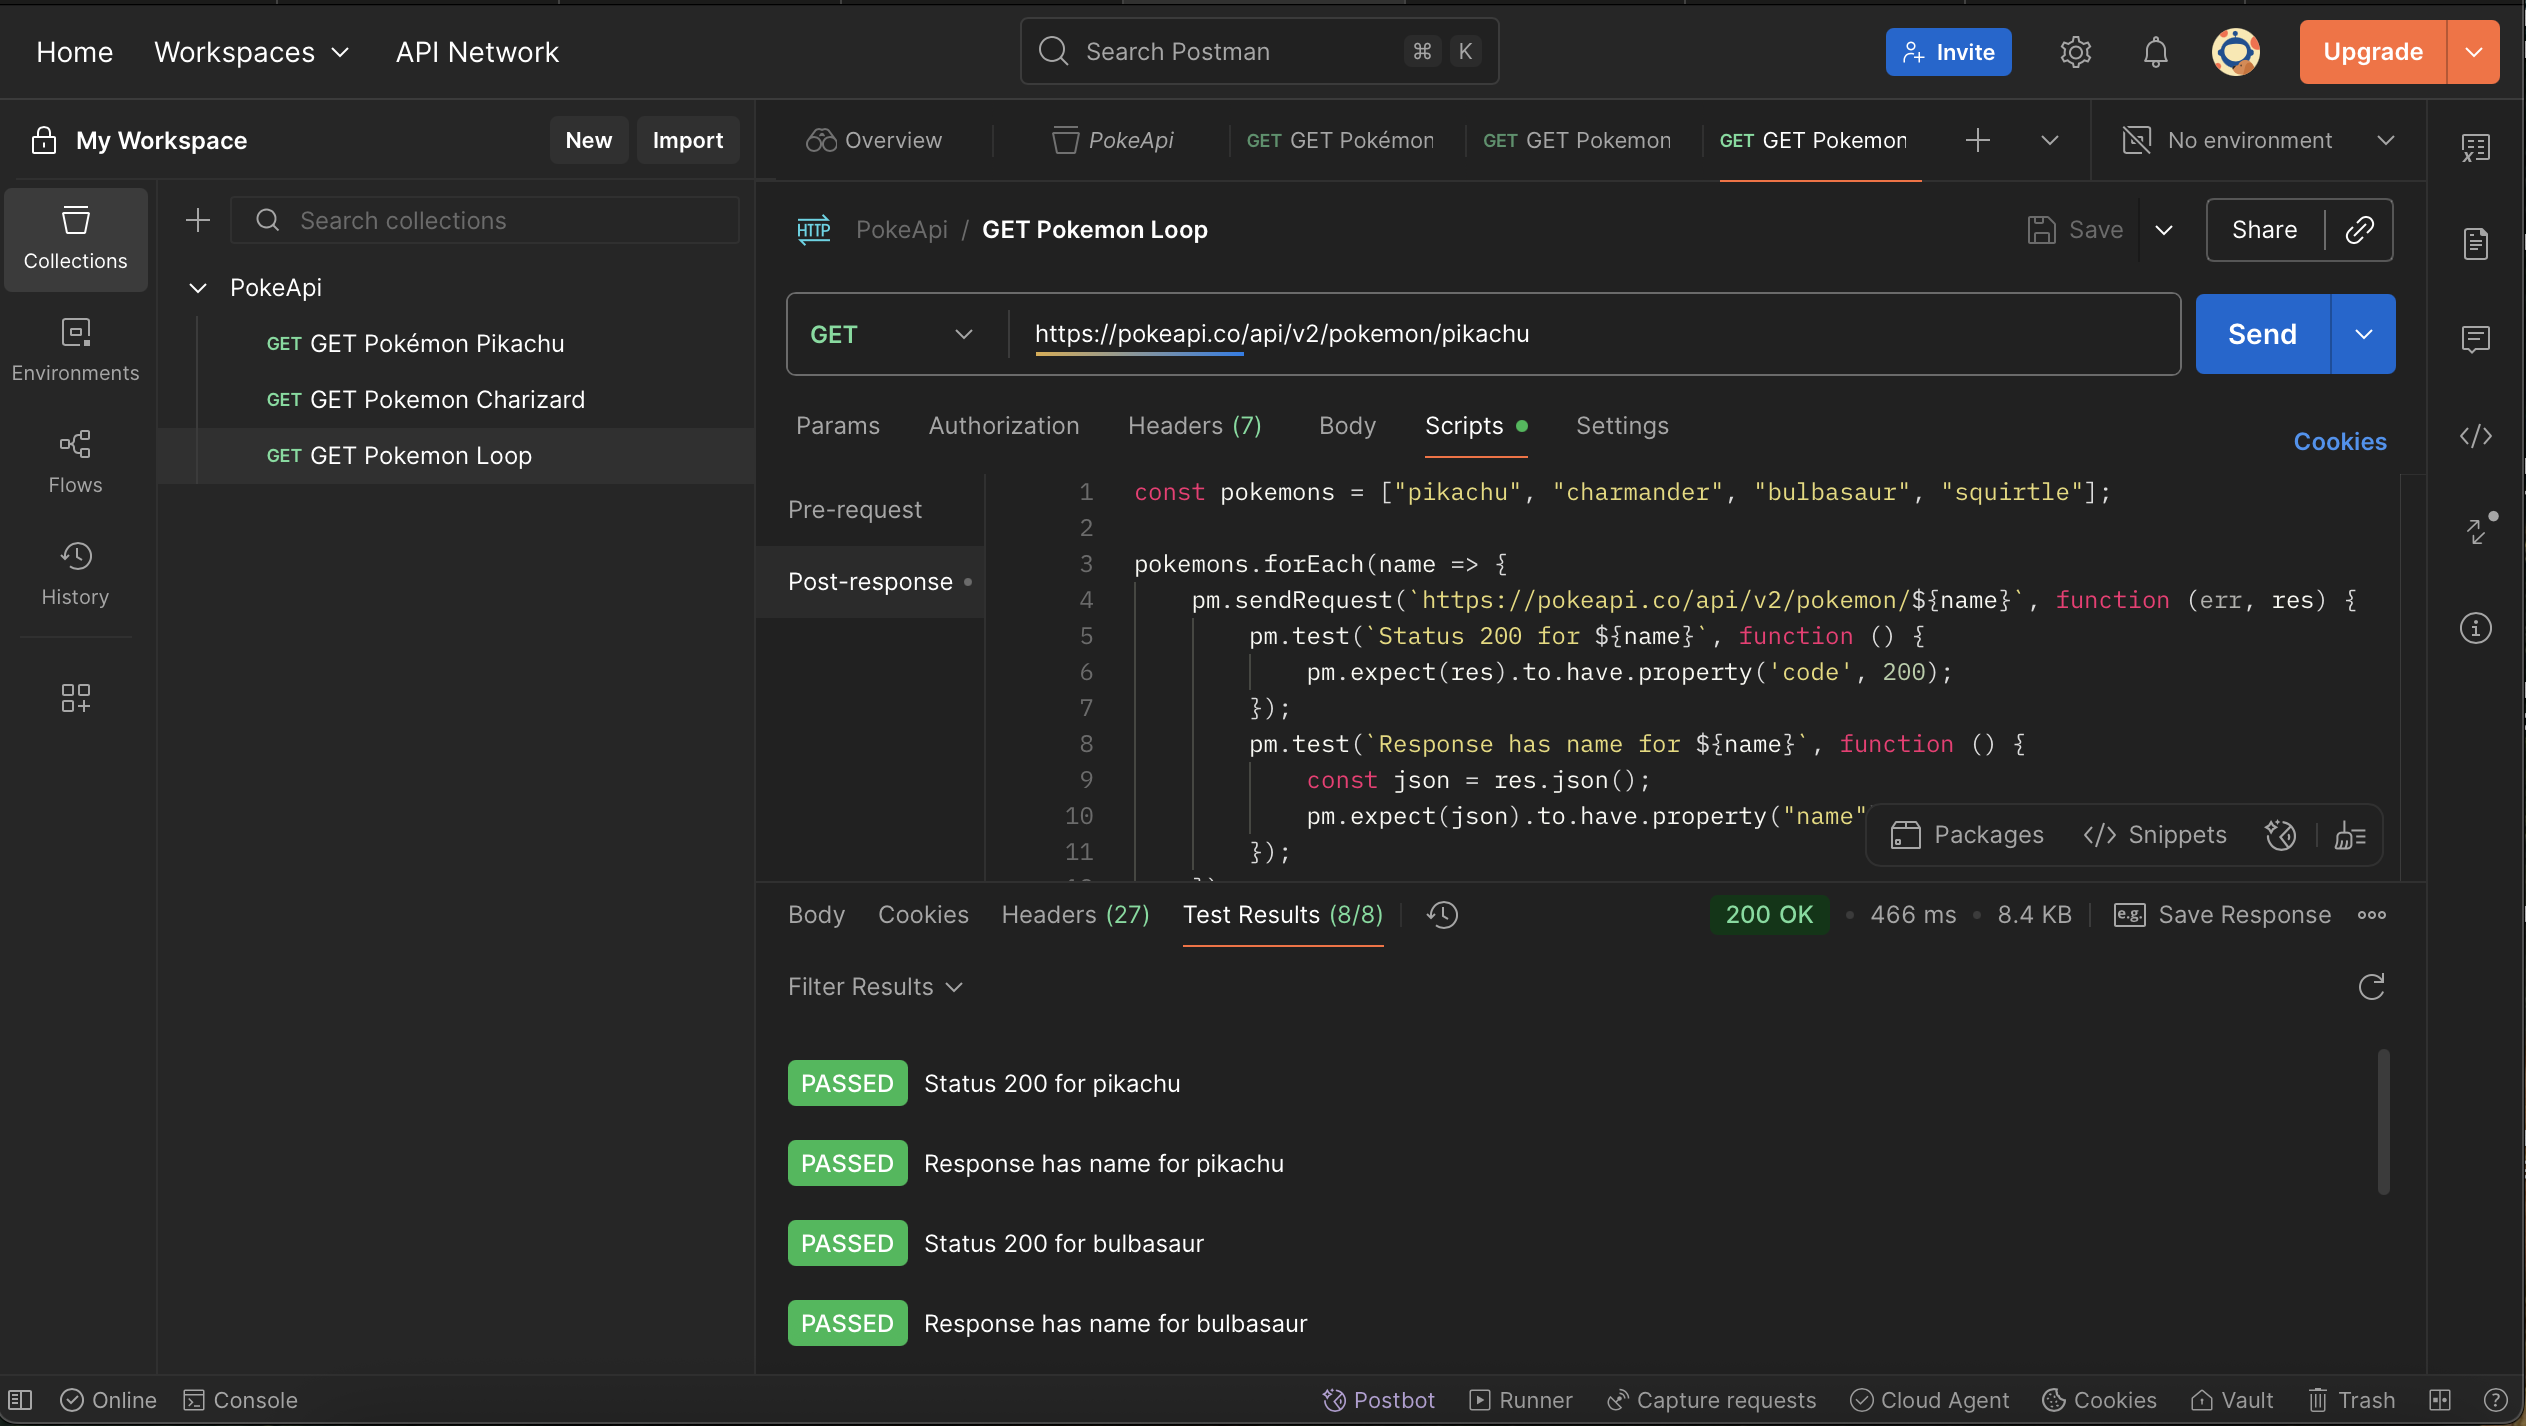 Home Workspaces API Network Search Postman ⌘ K Invite Upgrade
My Workspace New Import
Overview PokeApi GET GET Pokémon GET GET Pokemon GET GET Pokemon No environment
Collections
Environments
Flows
History
Search collections
PokeApi
GET GET Pokémon Pikachu
GET GET Pokemon Charizard
GET GET Pokemon Loop
HTTP PokeApi / GET Pokemon Loop Save Share
GET https://pokeapi.co/api/v2/pokemon/pikachu Send
Params Authorization Headers (7) Body Scripts Settings Cookies
Pre-request
Post-response
1 const pokemons = ["pikachu", "charmander", "bulbasaur", "squirtle"];
2
3 pokemons.forEach(name => {
4 pm.sendRequest(`https://pokeapi.co/api/v2/pokemon/${name}`, function (err, res) {
5 pm.test(`Status 200 for ${name}`, function () {
6 pm.expect(res).to.have.property('code', 200);
7 });
8 pm.test(`Response has name for ${name}`, function () {
9 const json = res.json();
10 pm.expect(json).to.have.property("name"
11 });
Packages Snippets
Body Cookies Headers (27) Test Results (8/8) 200 OK • 466 ms • 8.4 KB e.g. Save Response
Filter Results
PASSED Status 200 for pikachu
PASSED Response has name for pikachu
PASSED Status 200 for bulbasaur
PASSED Response has name for bulbasaur
Online Console Postbot Runner Capture requests Cloud Agent Cookies Vault Trash